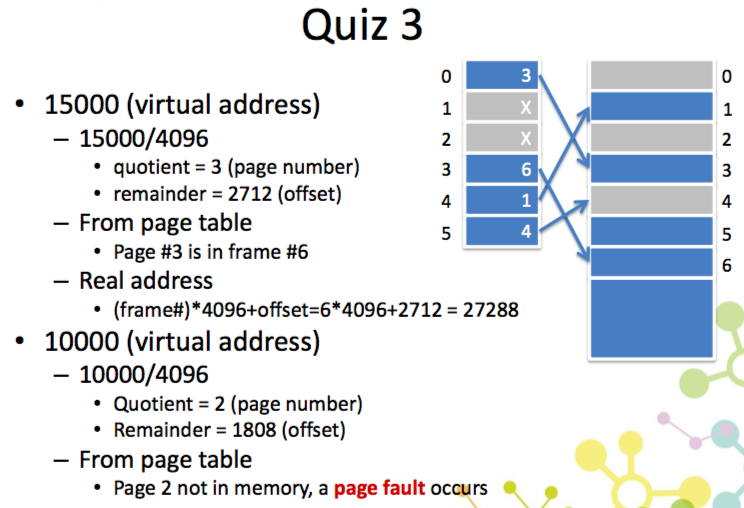 Quiz 3
• 15000 (virtual address)
– 15000/4096
• quotient = 3 (page number)
• remainder = 2712 (offset)
– From page table
• Page #3 is in frame #6
– Real address
• (frame#)*4096+offset=6*4096+2712 = 27288
• 10000 (virtual address)
– 10000/4096
• Quotient = 2 (page number)
• Remainder = 1808 (offset)
– From page table
• Page 2 not in memory, a page fault occurs
0 3 0
1 X 1
2 X 2
3 6 3
4 1 4
5 4 5
6